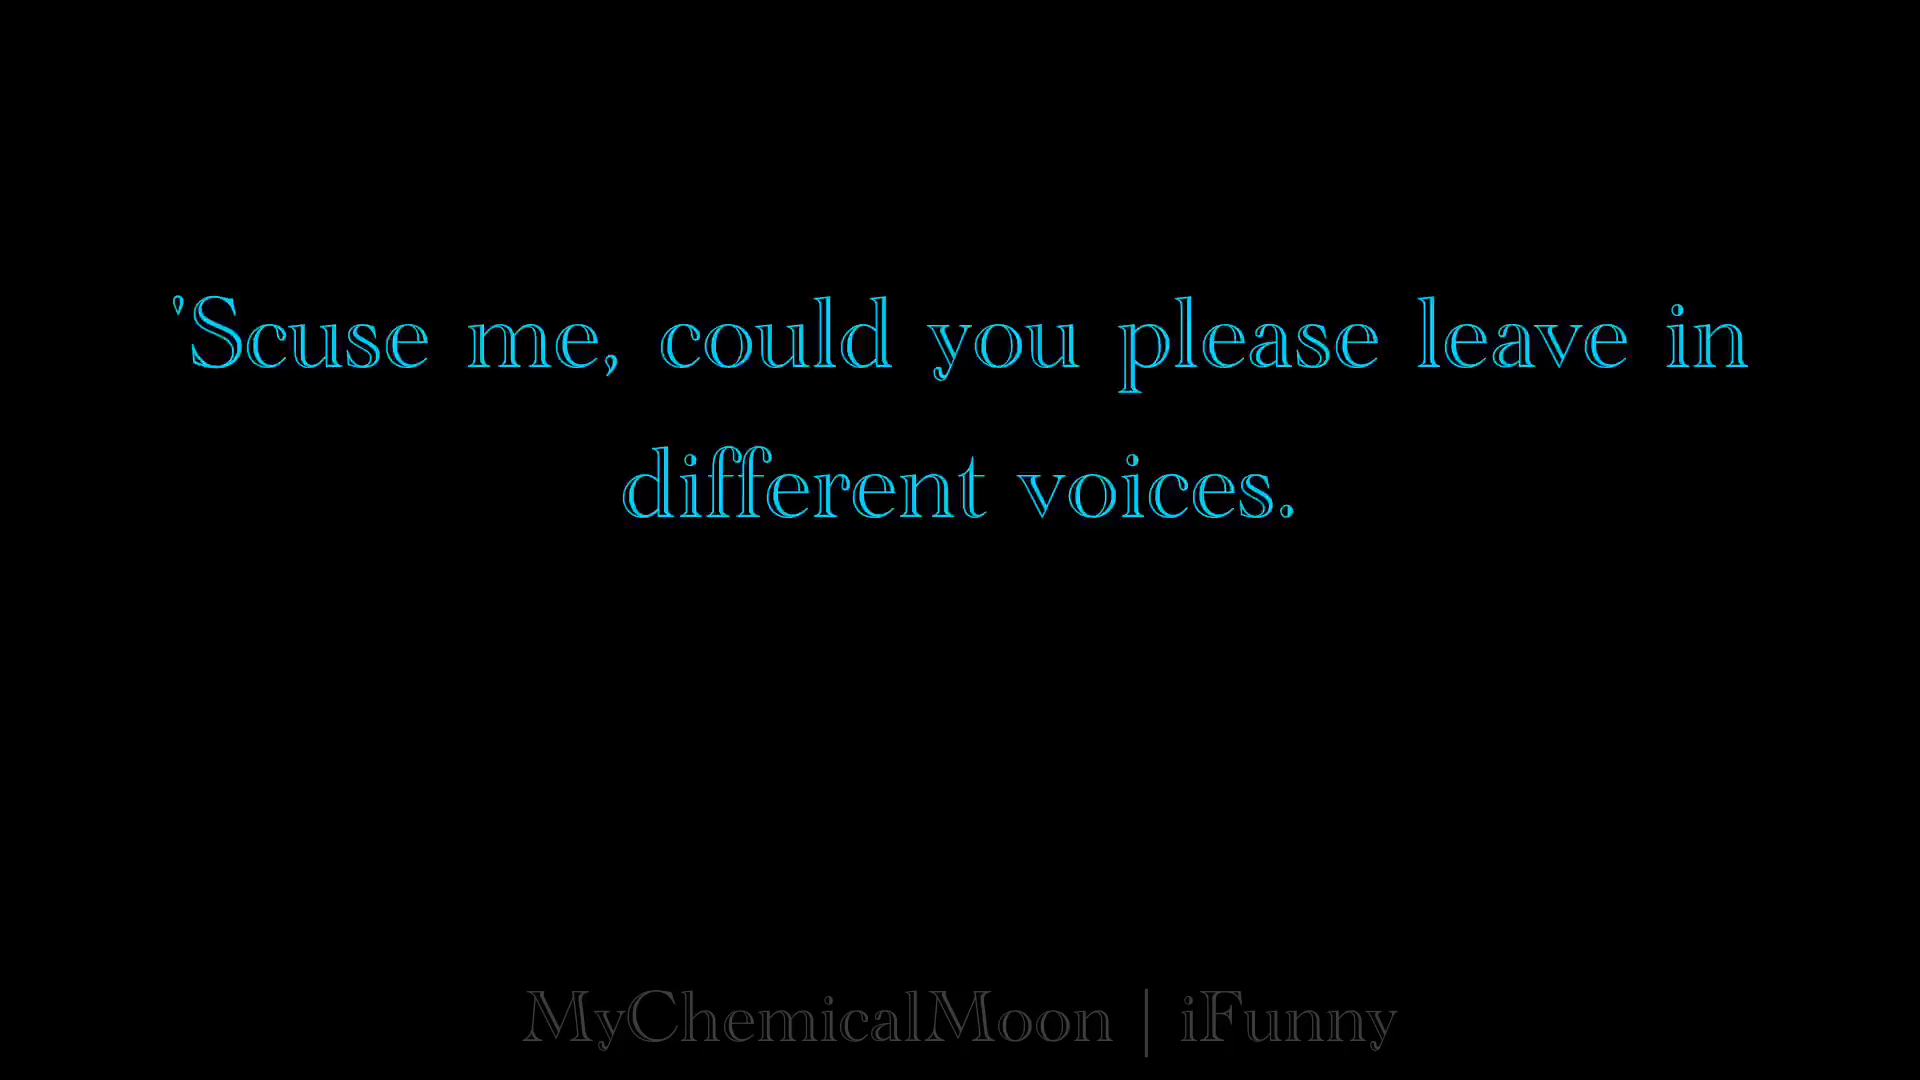 'Scuse me, could you please leave in
different voices.
MyChemicalMoon | iFunny